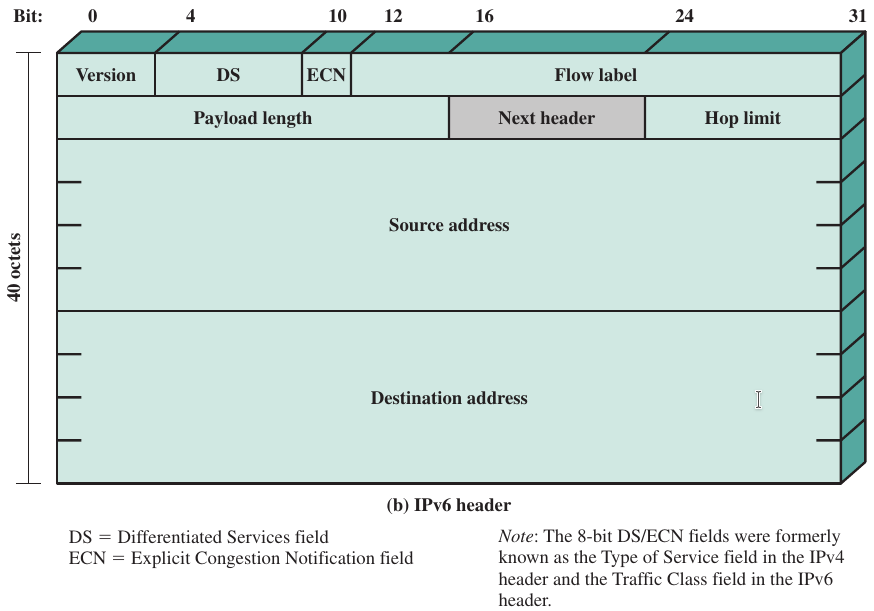 Bit: 0 4 10 12 16 24 31
Version DS ECN Flow label
Payload length Next header Hop limit
Source address
40 octets
Destination address
(b) IPv6 header
DS = Differentiated Services field
ECN = Explicit Congestion Notification field
Note: The 8-bit DS/ECN fields were formerly
known as the Type of Service field in the IPv4
header and the Traffic Class field in the IPv6
header.